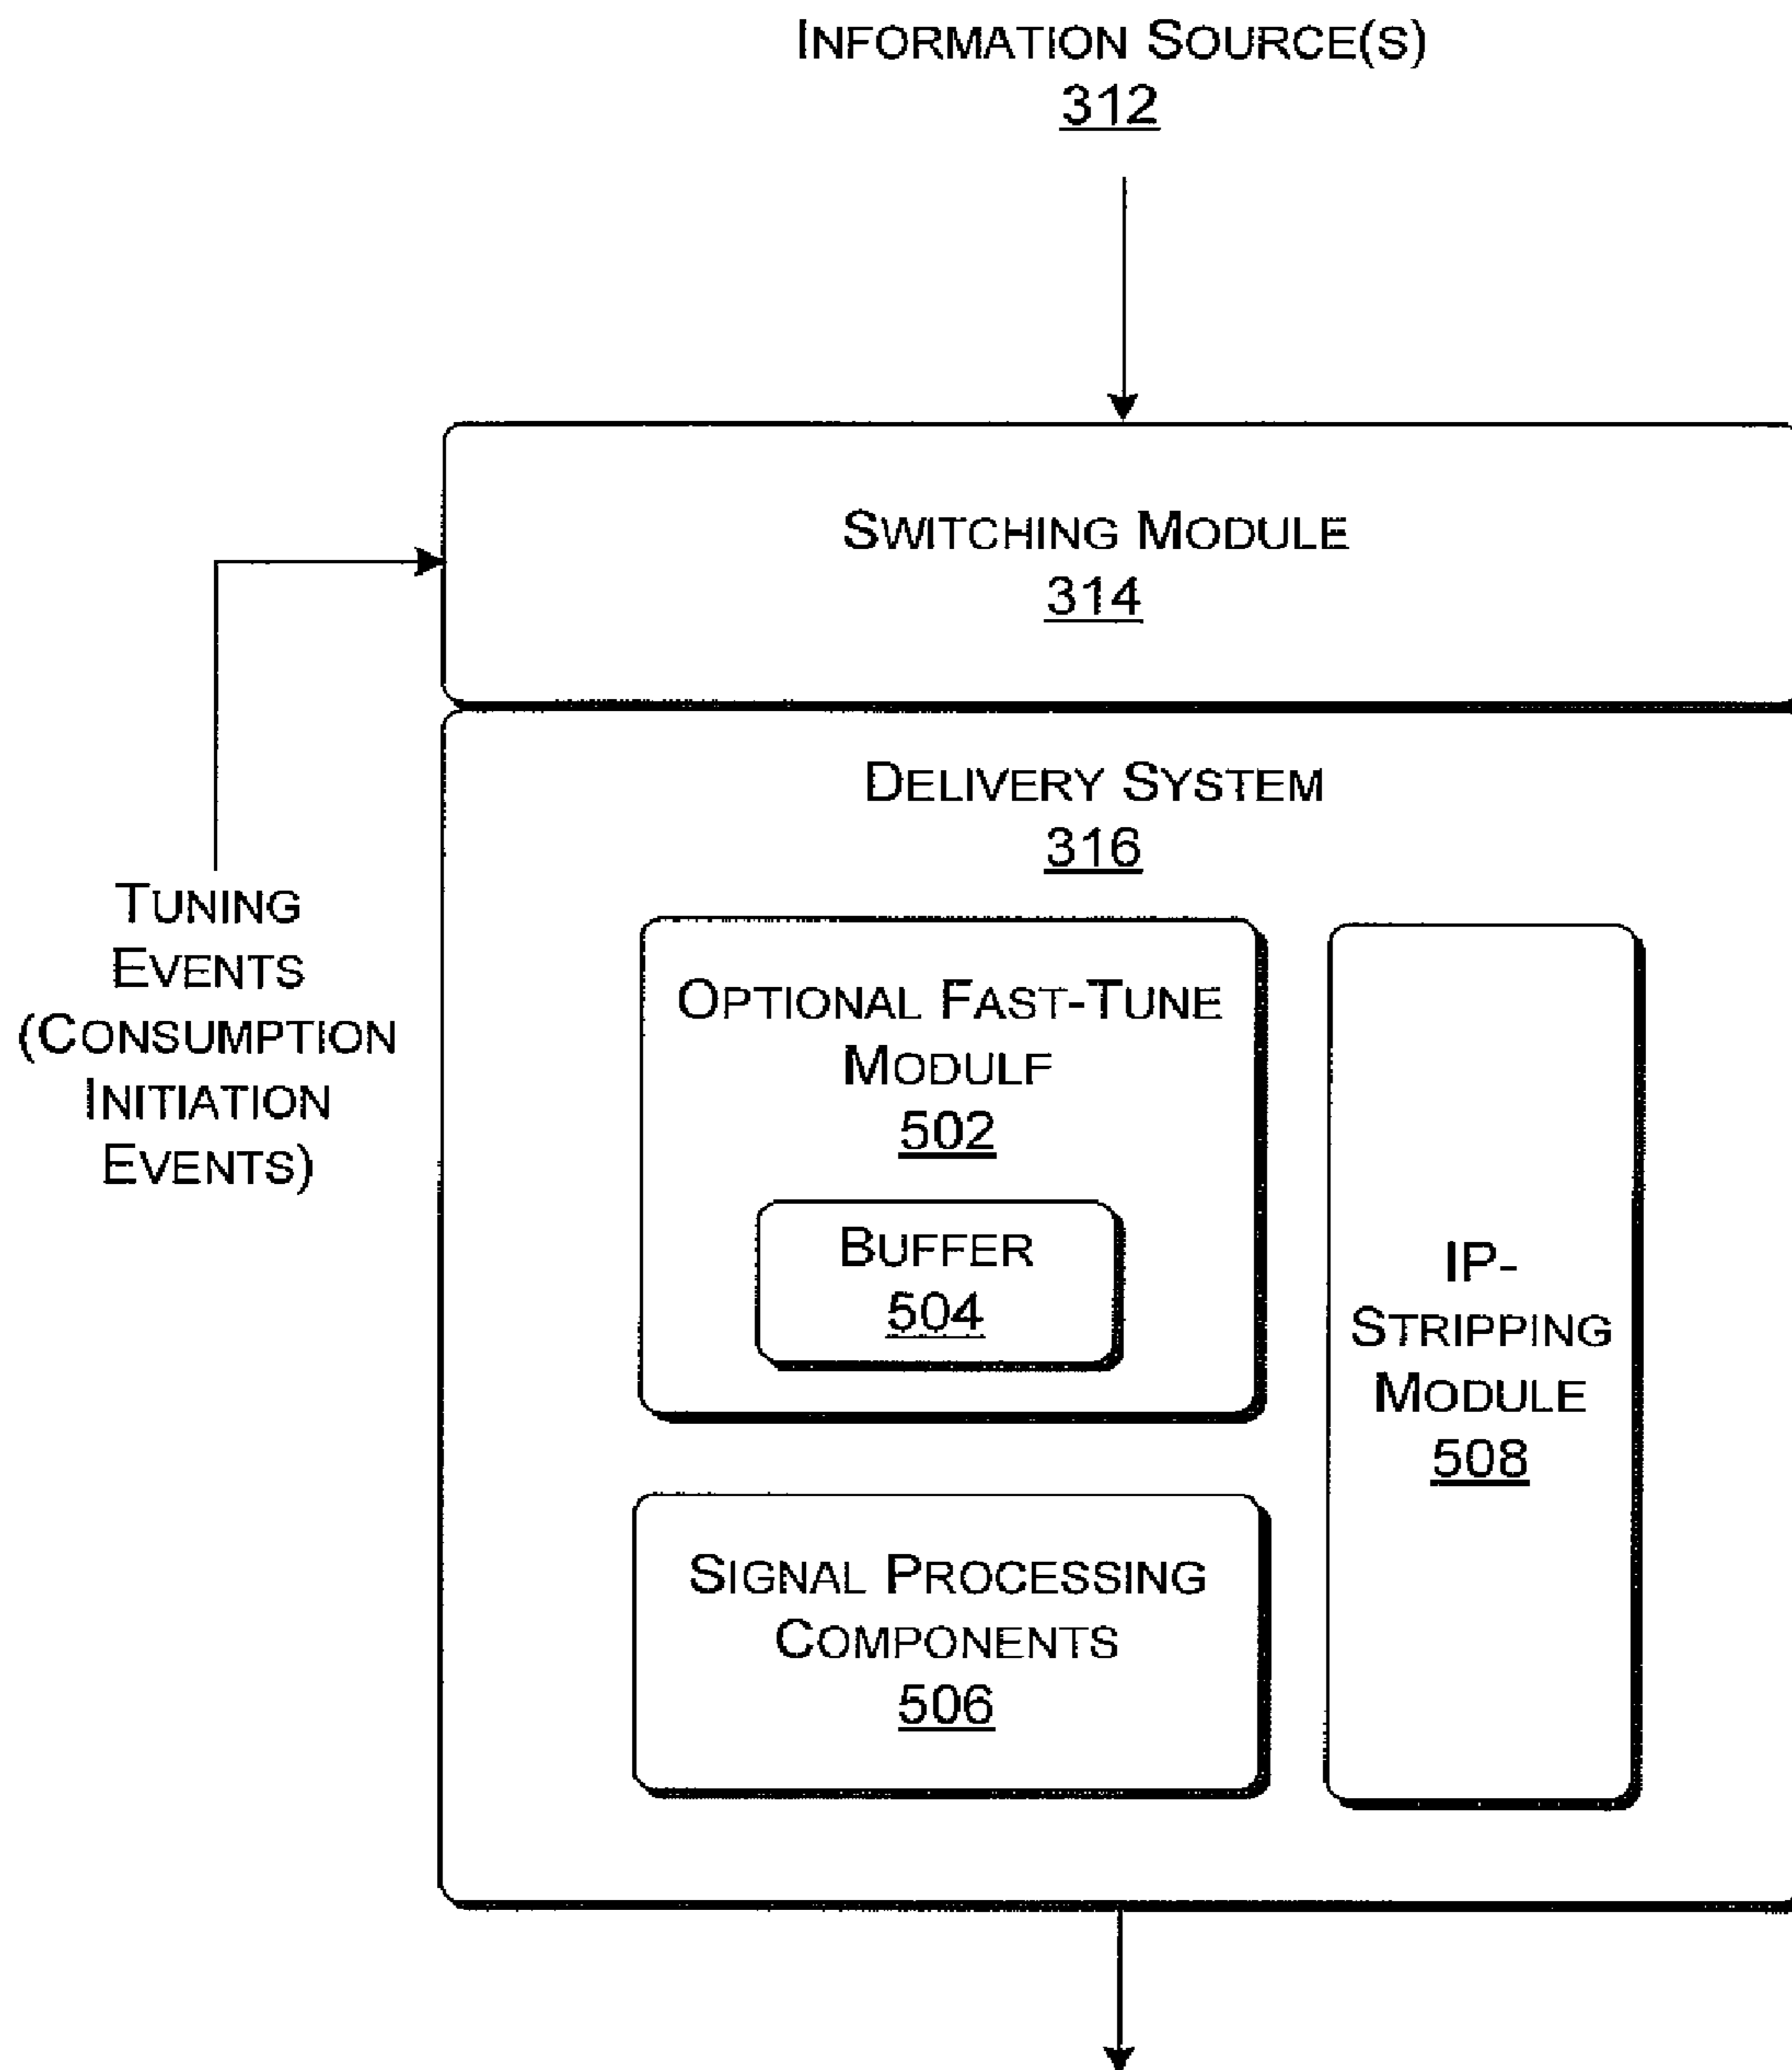 INFORMATION SOURCE(S)
312
SWITCHING MODULE
314
DELIVERY SYSTEM
316
TUNING
EVENTS
(CONSUMPTION
INITIATION
EVENTS)
OPTIONAL FAST-TUNE
MODULF
502
BUFFER
504
IP-
STRIPPING
MODULE
508
SIGNAL PROCESSING
COMPONENTS
506